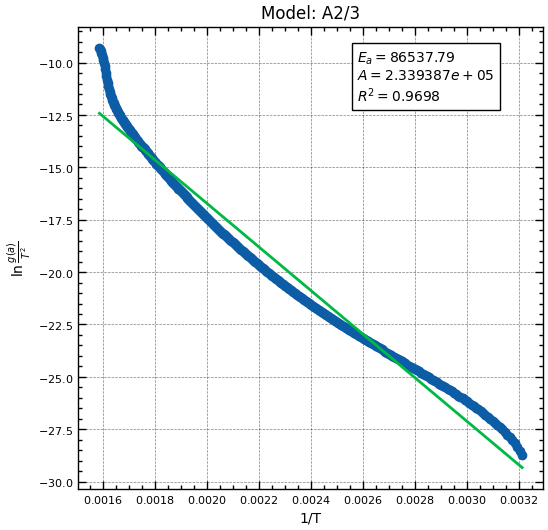 Model: A2/3
E_a = 86537.79
A = 2.339387e + 05
R² = 0.9698
−10.0
−12.5
−15.0
−17.5
−20.0
−22.5
−25.0
−27.5
−30.0
ln g(a)/T²
0.0016 0.0018 0.0020 0.0022 0.0024 0.0026 0.0028 0.0030 0.0032
1/T